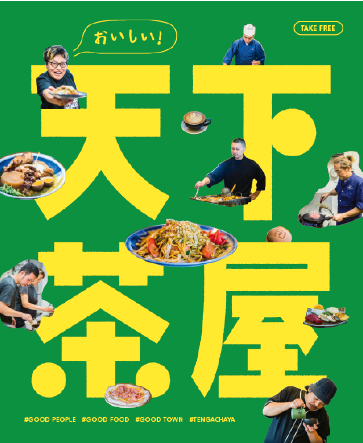 おいしい!
TAKE FREE
天下
茶屋
#GOOD PEOPLE #GOOD FOOD #GOOD TOWN #TENGACHAYA